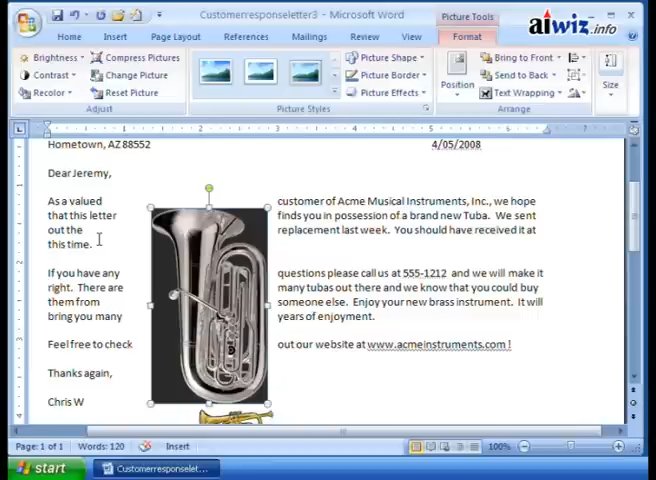 Customerresponseletter3 - Microsoft Word
Picture Tools
aiwiz.info
Home Insert Page Layout References Mailings Review View Format
Brightness Compress Pictures Picture Shape Bring to Front
Contrast Change Picture Picture Border Send to Back
Recolor Reset Picture Picture Effects Position Text Wrapping Size
Adjust Picture Styles Arrange
Hometown, AZ 88552 4/05/2008
Dear Jeremy,
As a valued customer of Acme Musical Instruments, Inc., we hope
that this letter finds you in possession of a brand new Tuba. We sent
out the replacement last week. You should have received it at
this time.
If you have any questions please call us at 555-1212 and we will make it
right. There are many tubas out there and we know that you could buy
them from someone else. Enjoy your new brass instrument. It will
bring you many years of enjoyment.
Feel free to check out our website at www.acmeinstruments.com !
Thanks again,
Chris W
Page: 1 of 1 Words: 120 Insert 100%
start Customerresponselet...